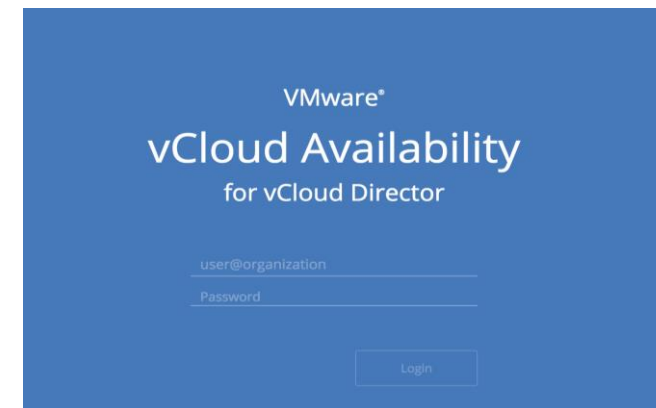 VMware®
vCloud Availability
for vCloud Director
user@organization
Password
Login